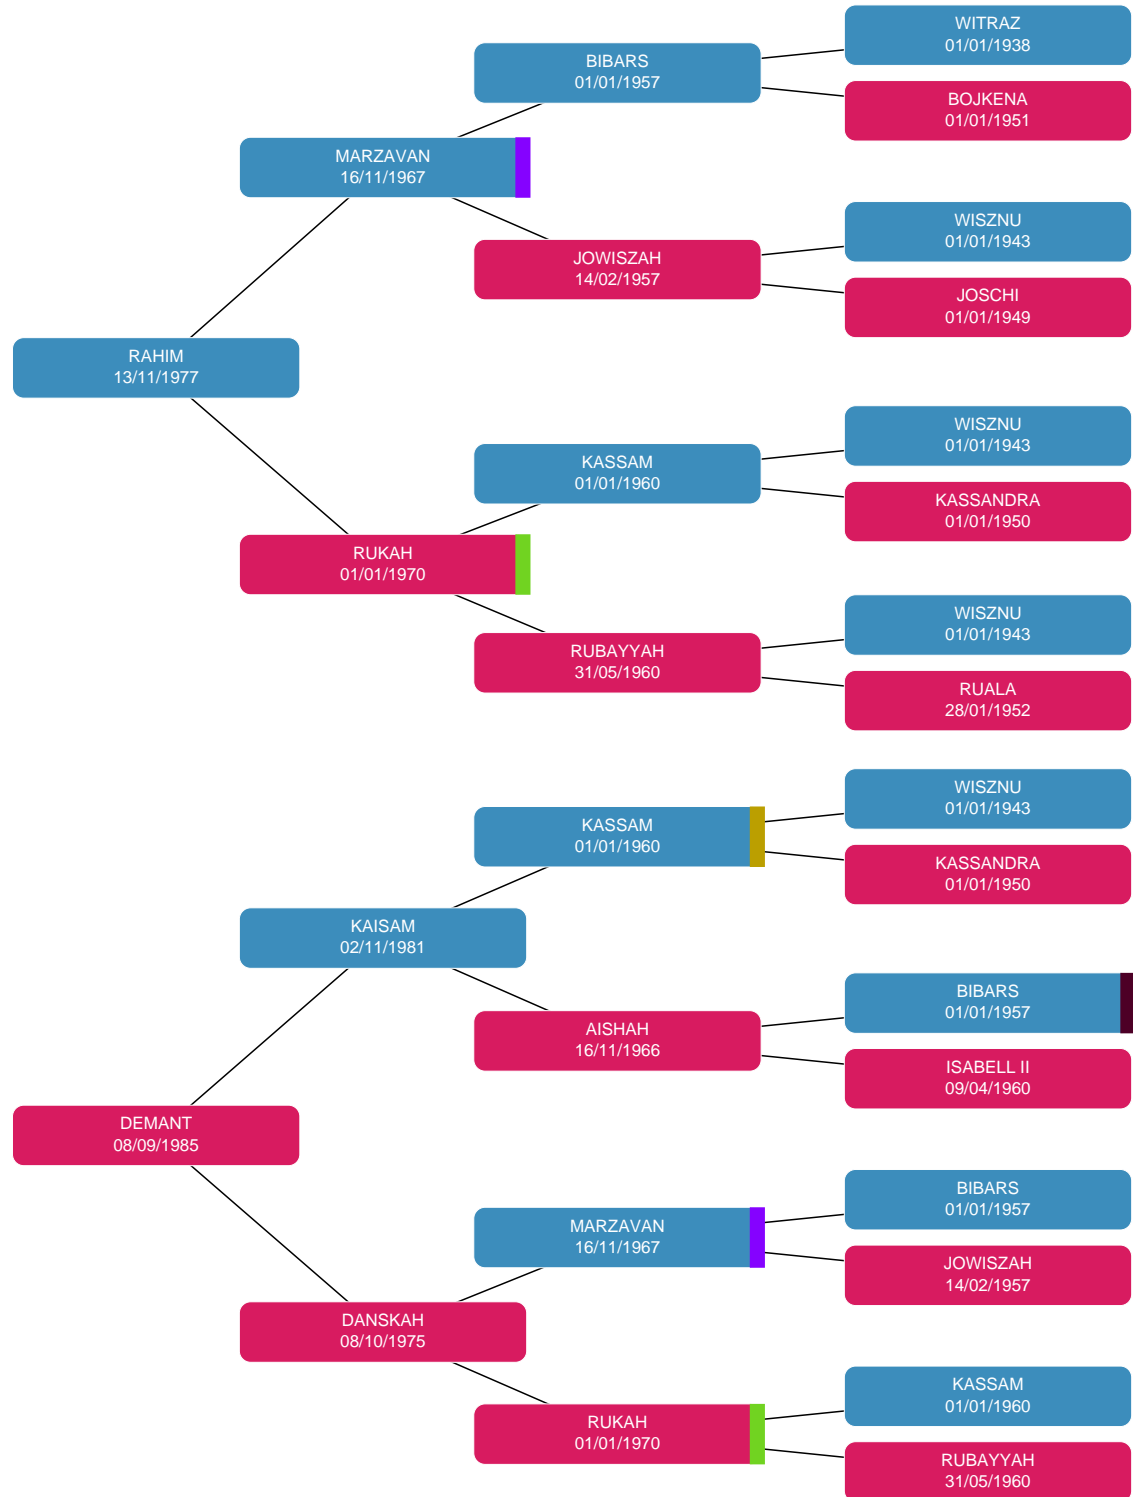 WITRAZ
01/01/1938
BIBARS
01/01/1957
BOJKENA
01/01/1951
MARZAVAN
16/11/1967
WISZNU
01/01/1943
JOWISZAH
14/02/1957
JOSCHI
01/01/1949
RAHIM
13/11/1977
WISZNU
01/01/1943
KASSAM
01/01/1960
KASSANDRA
01/01/1950
RUKAH
01/01/1970
WISZNU
01/01/1943
RUBAYYAH
31/05/1960
RUALA
28/01/1952
WISZNU
01/01/1943
KASSAM
01/01/1960
KASSANDRA
01/01/1950
KAISAM
02/11/1981
BIBARS
01/01/1957
AISHAH
16/11/1966
ISABELL II
09/04/1960
DEMANT
08/09/1985
BIBARS
01/01/1957
MARZAVAN
16/11/1967
JOWISZAH
14/02/1957
DANSKAH
08/10/1975
KASSAM
01/01/1960
RUKAH
01/01/1970
RUBAYYAH
31/05/1960